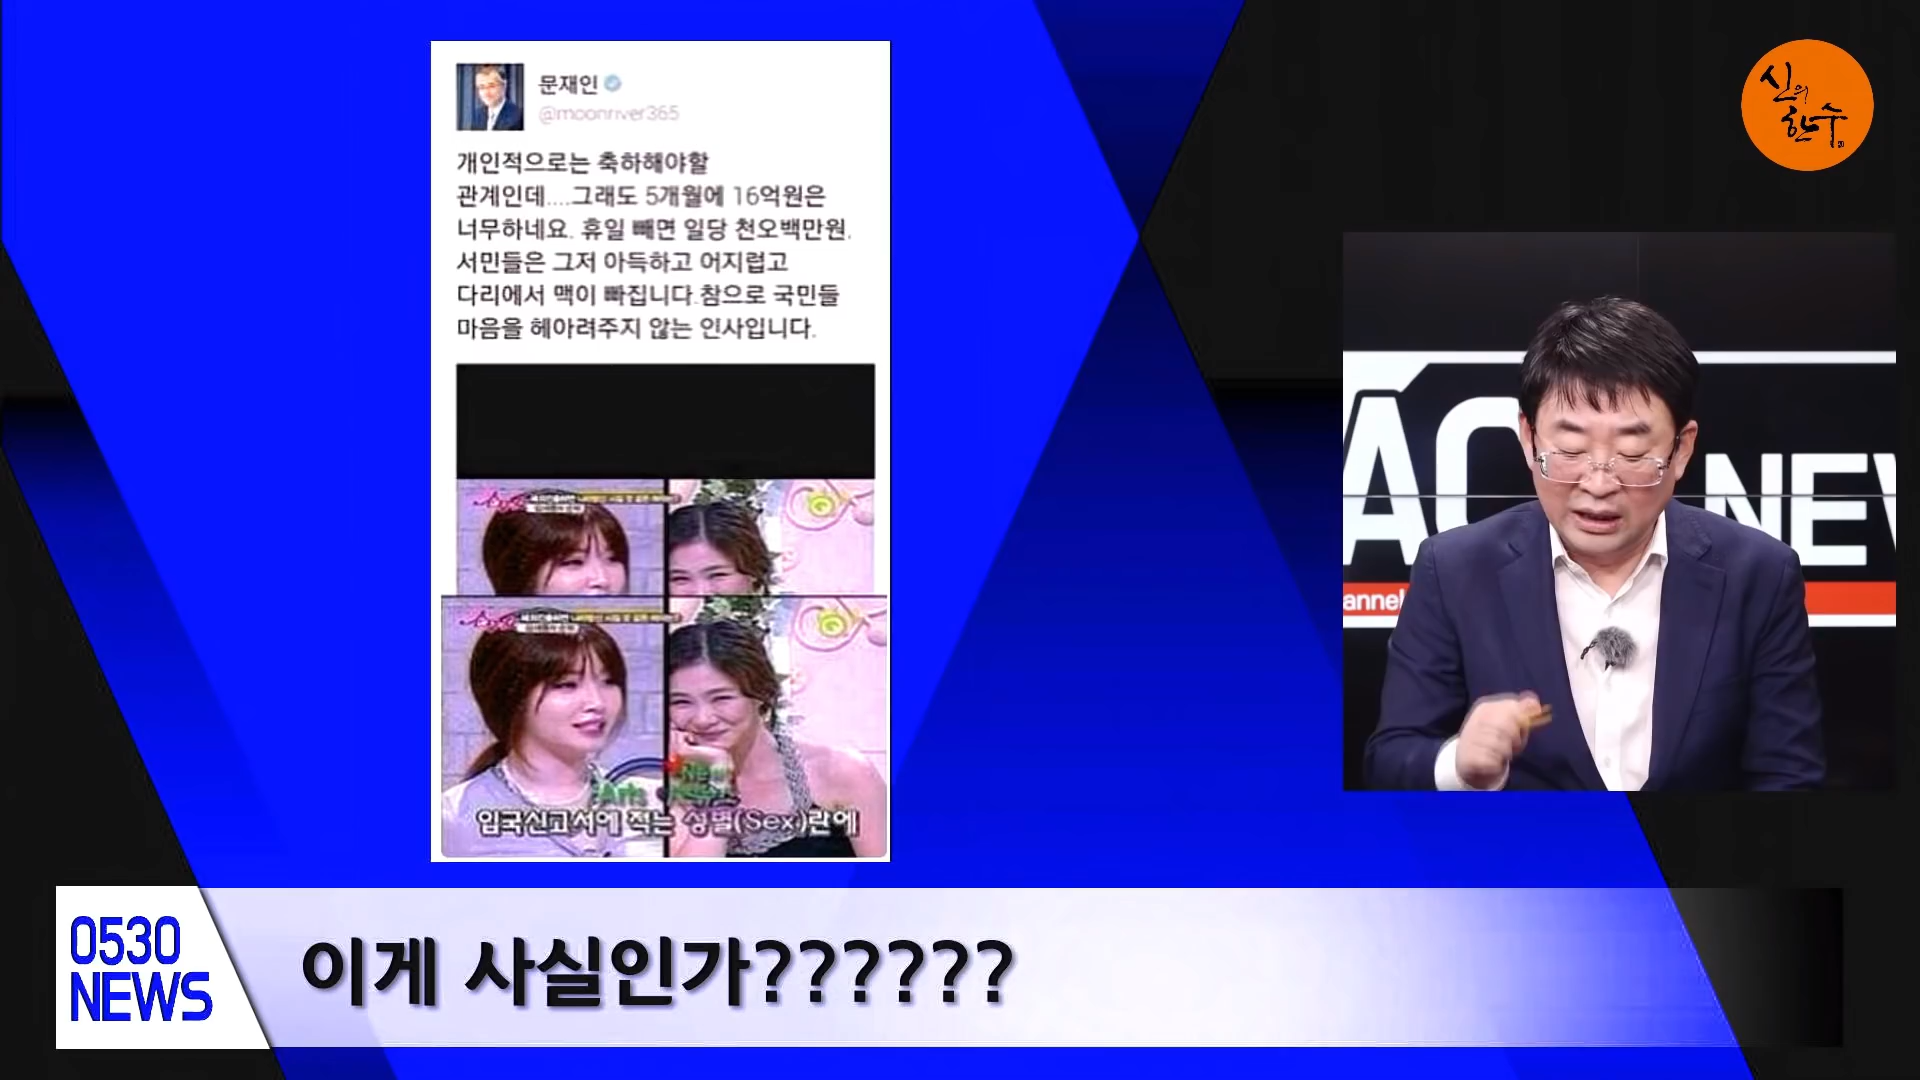 문재인
@moonriver365
개인적으로는 축하해야할
관계인데....그래도 5개월에 16억원은
너무하네요. 휴일 빼면 일당 천오백만원.
서민들은 그저 아득하고 어지럽고
다리에서 맥이 빠집니다.참으로 국민들
마음을 헤아려주지 않는 인사입니다.
입국신고서에 적는 성별(Sex)란에
신의
한수
AC NEW
annel
0530
NEWS
이게 사실인가??????